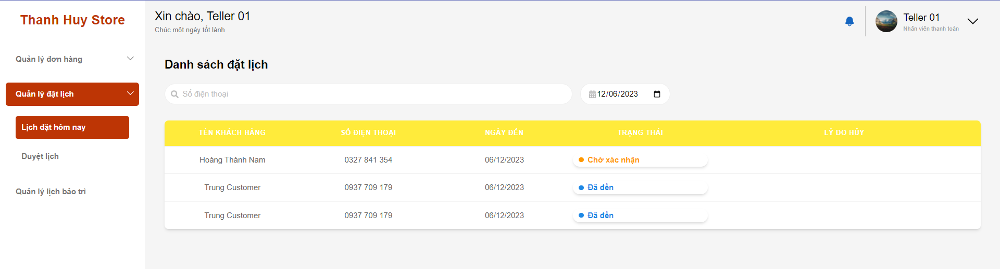 Thanh Huy Store
Xin chào, Teller 01
Chúc một ngày tốt lành
Teller 01
Nhân viên thanh toán
Quản lý đơn hàng
Quản lý đặt lịch
Lịch đặt hôm nay
Duyệt lịch
Quản lý lịch bảo trì
Danh sách đặt lịch
Số điện thoại
12/06/2023
TÊN KHÁCH HÀNG SỐ ĐIỆN THOẠI NGÀY ĐẾN TRẠNG THÁI LÝ DO HỦY
Hoàng Thành Nam 0327 841 354 06/12/2023 Chờ xác nhận
Trung Customer 0937 709 179 06/12/2023 Đã đến
Trung Customer 0937 709 179 06/12/2023 Đã đến